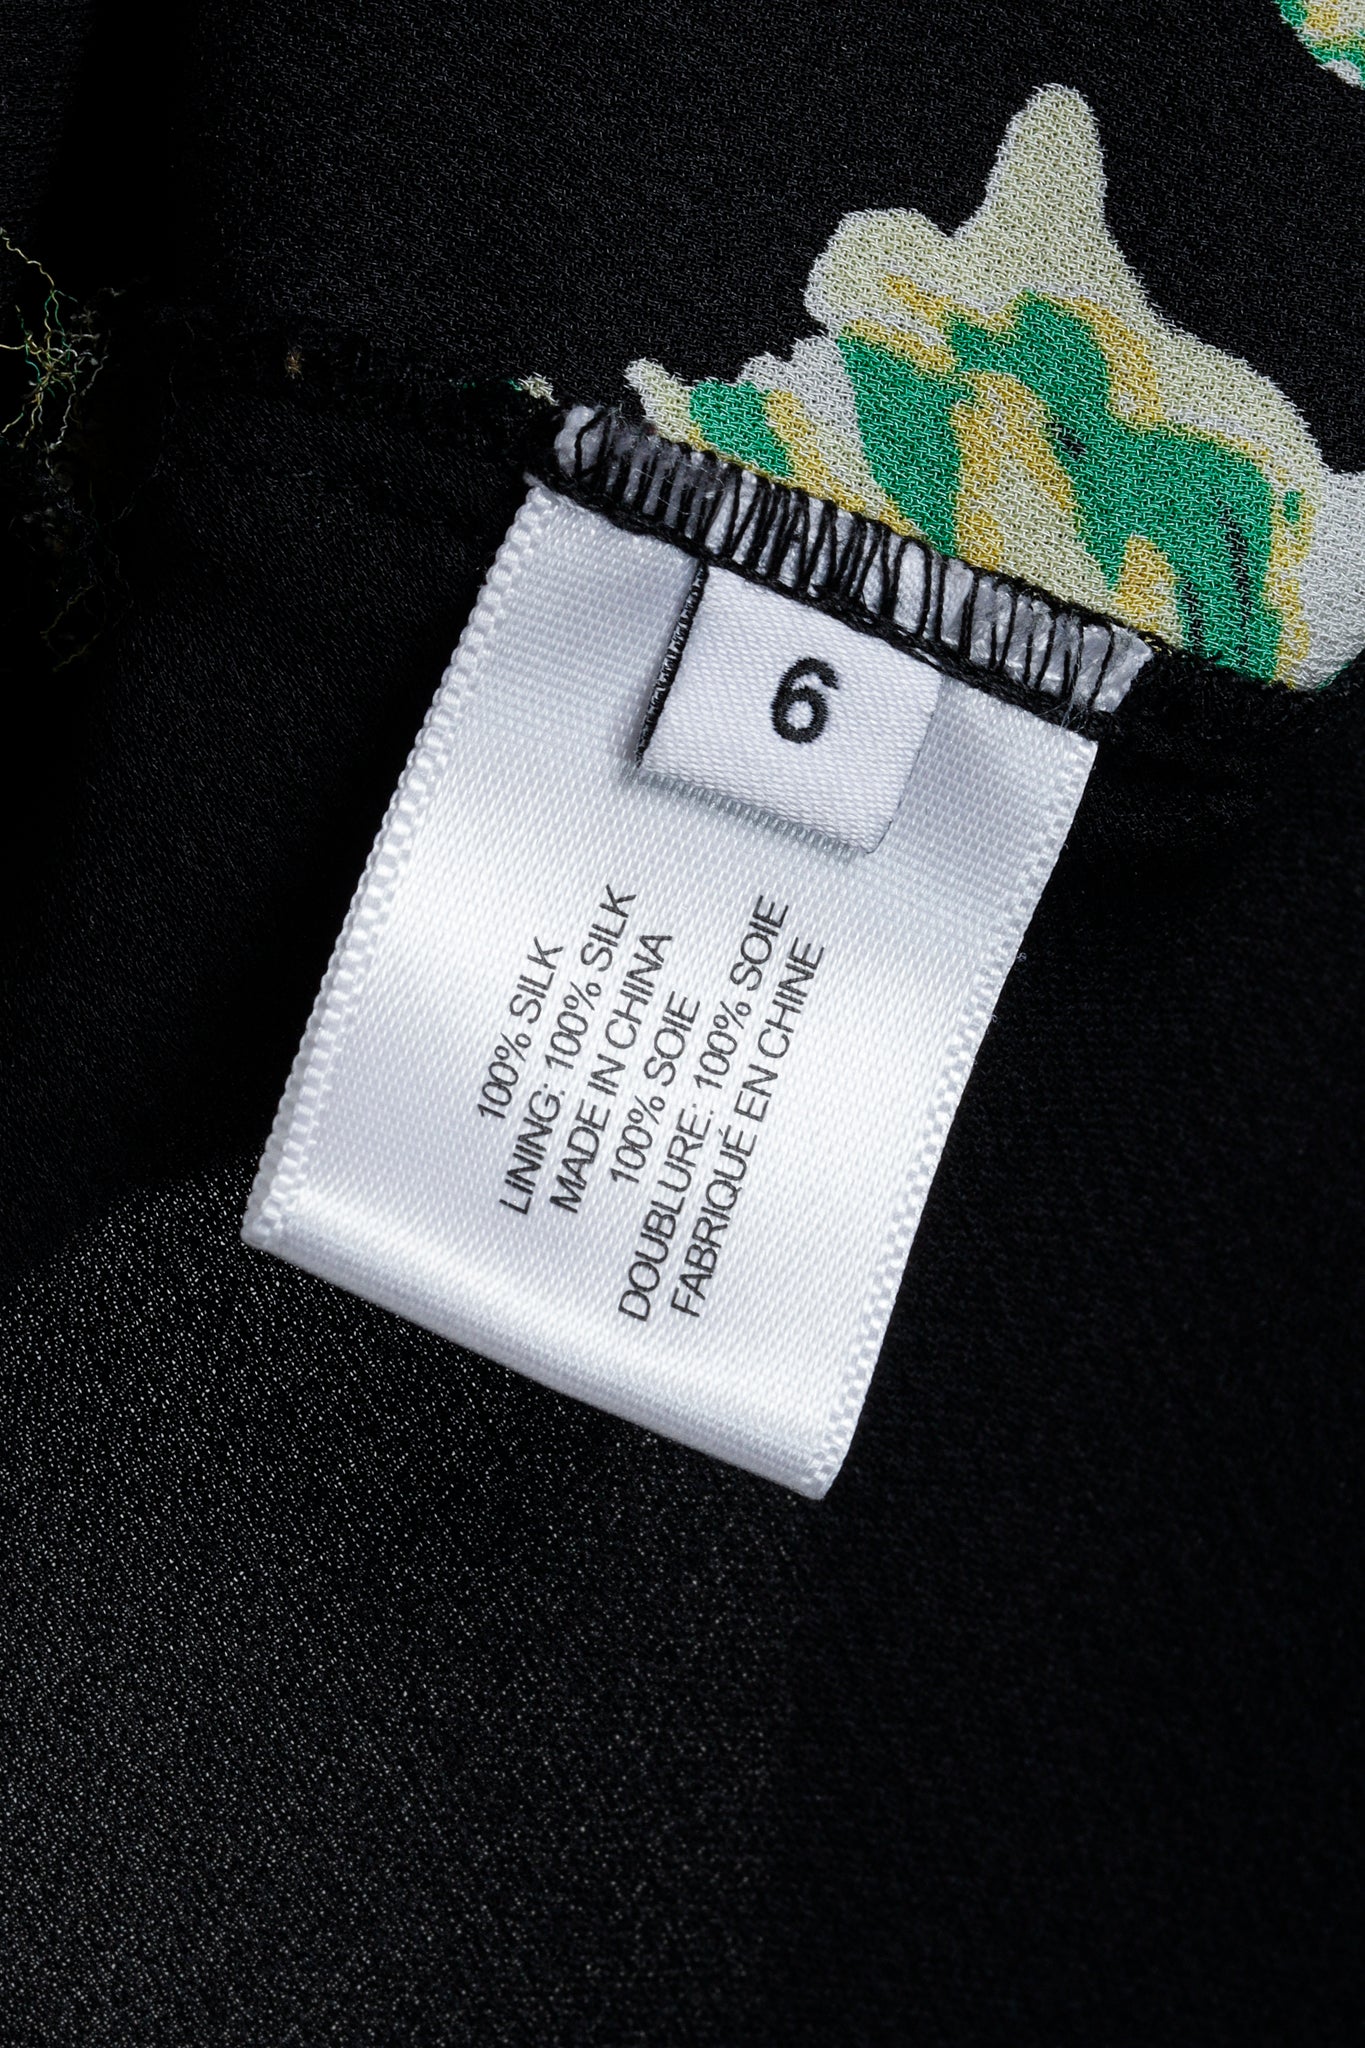 6
100% SILK
LINING: 100% SILK
MADE IN CHINA
100% SOIE
DOUBLURE: 100% SOIE
FABRIQUÉ EN CHINE